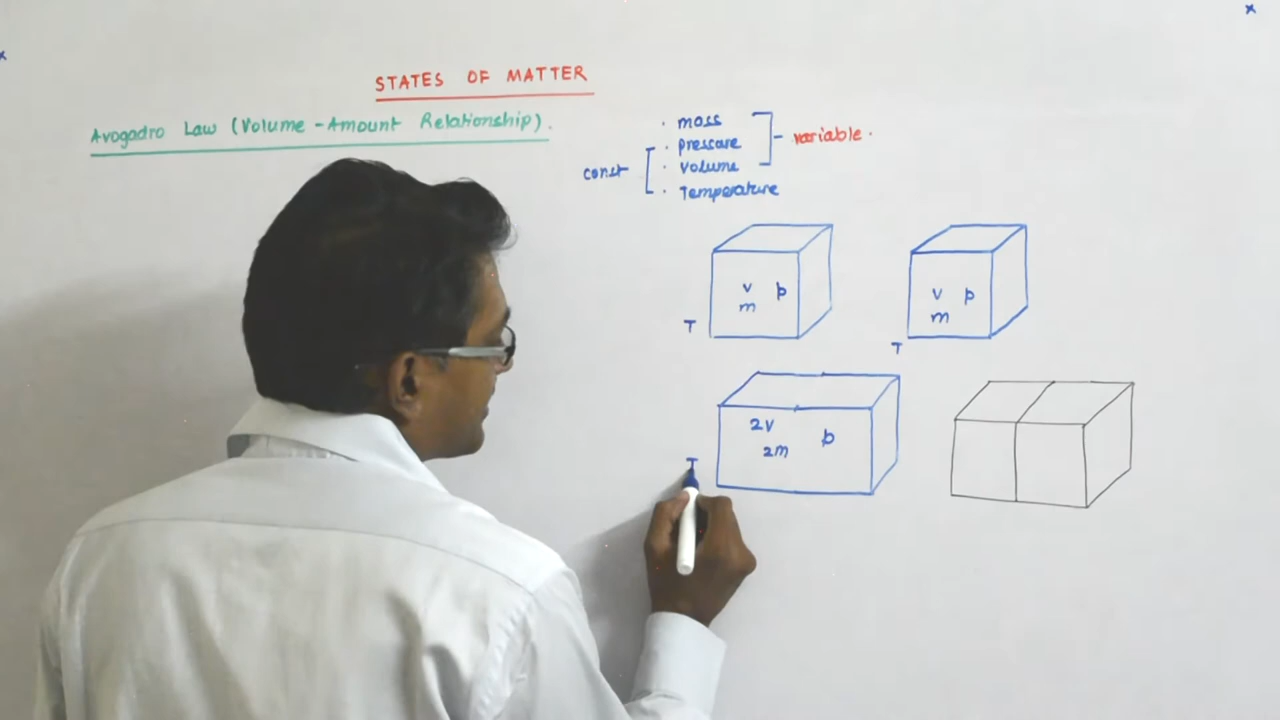 x
x
STATES OF MATTER
Avogadro Law (Volume - Amount Relationship).
. mass
. pressure
variable.
. volume
const
. Temperature
v p
m
T
v p
m
T
2v p
2m
T